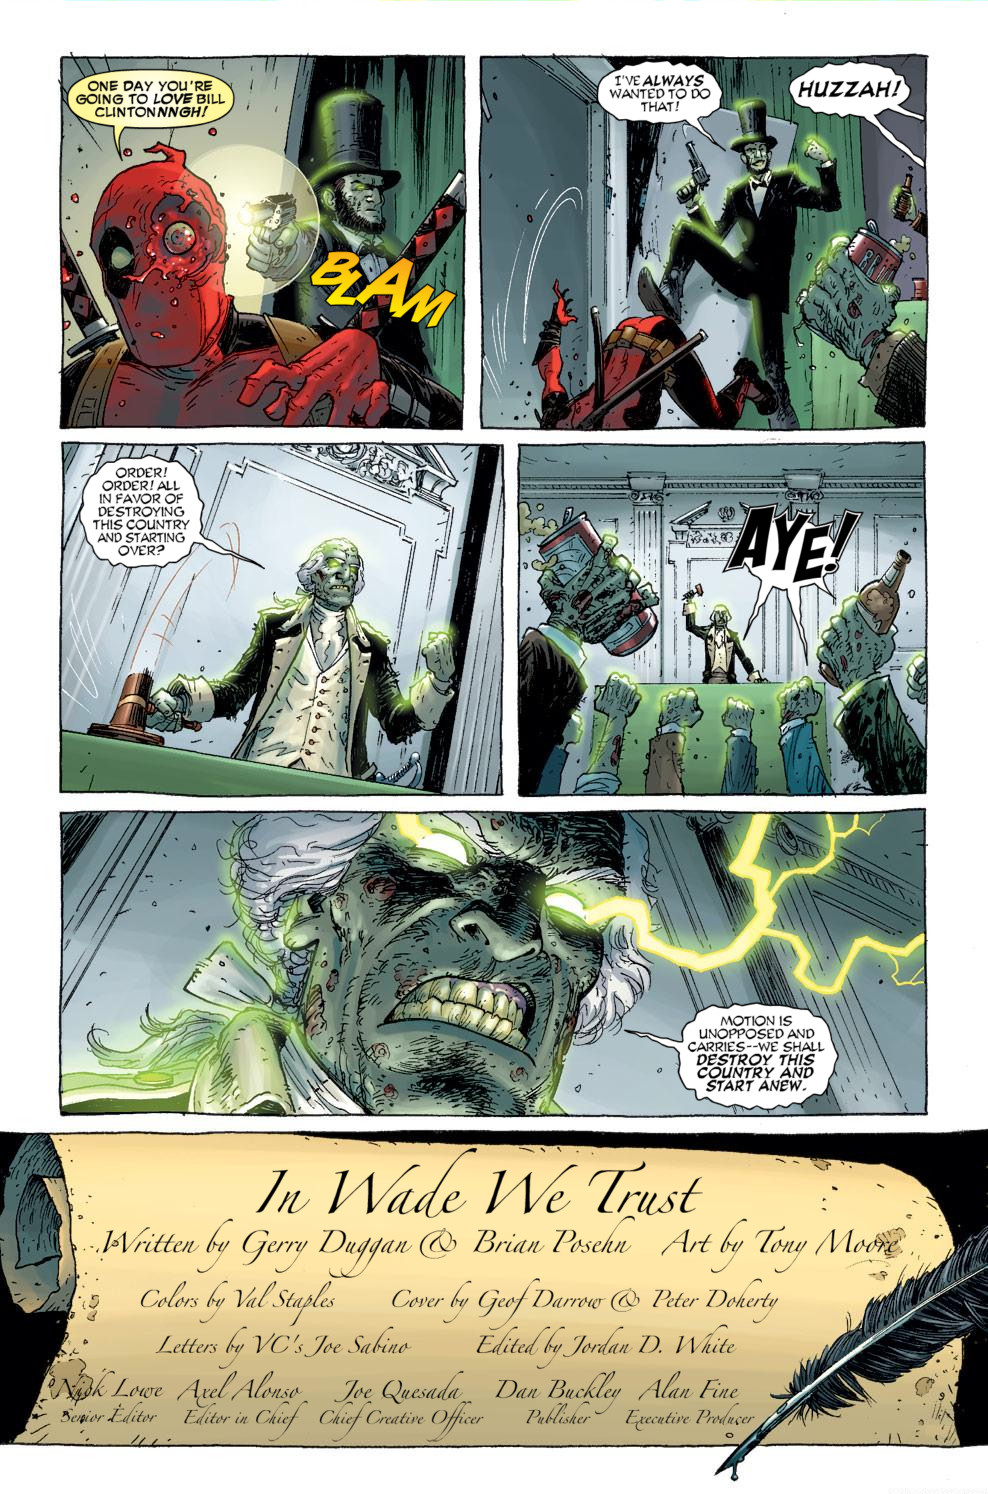 ONE DAY YOU'RE
GOING TO LOVE BILL
CLINTONNNGH!
BLAM
I'VE ALWAYS
WANTED TO DO
THAT!
HUZZAH!
ORDER!
ORDER! ALL
IN FAVOR OF
DESTROYING
THIS COUNTRY
AND STARTING
OVER?
AYE!
MOTION IS
UNOPPOSED AND
CARRIES--WE SHALL
DESTROY THIS
COUNTRY AND
START ANEW.
In Wade We Trust
Written by Gerry Duggan & Brian Posehn Art by Tony Moore
Colors by Val Staples Cover by Geof Darrow & Peter Doherty
Letters by VC's Joe Sabino Edited by Jordan D. White
Nick Lowe Axel Alonso Joe Quesada Dan Buckley Alan Fine
Senior Editor Editor in Chief Chief Creative Officer Publisher Executive Producer